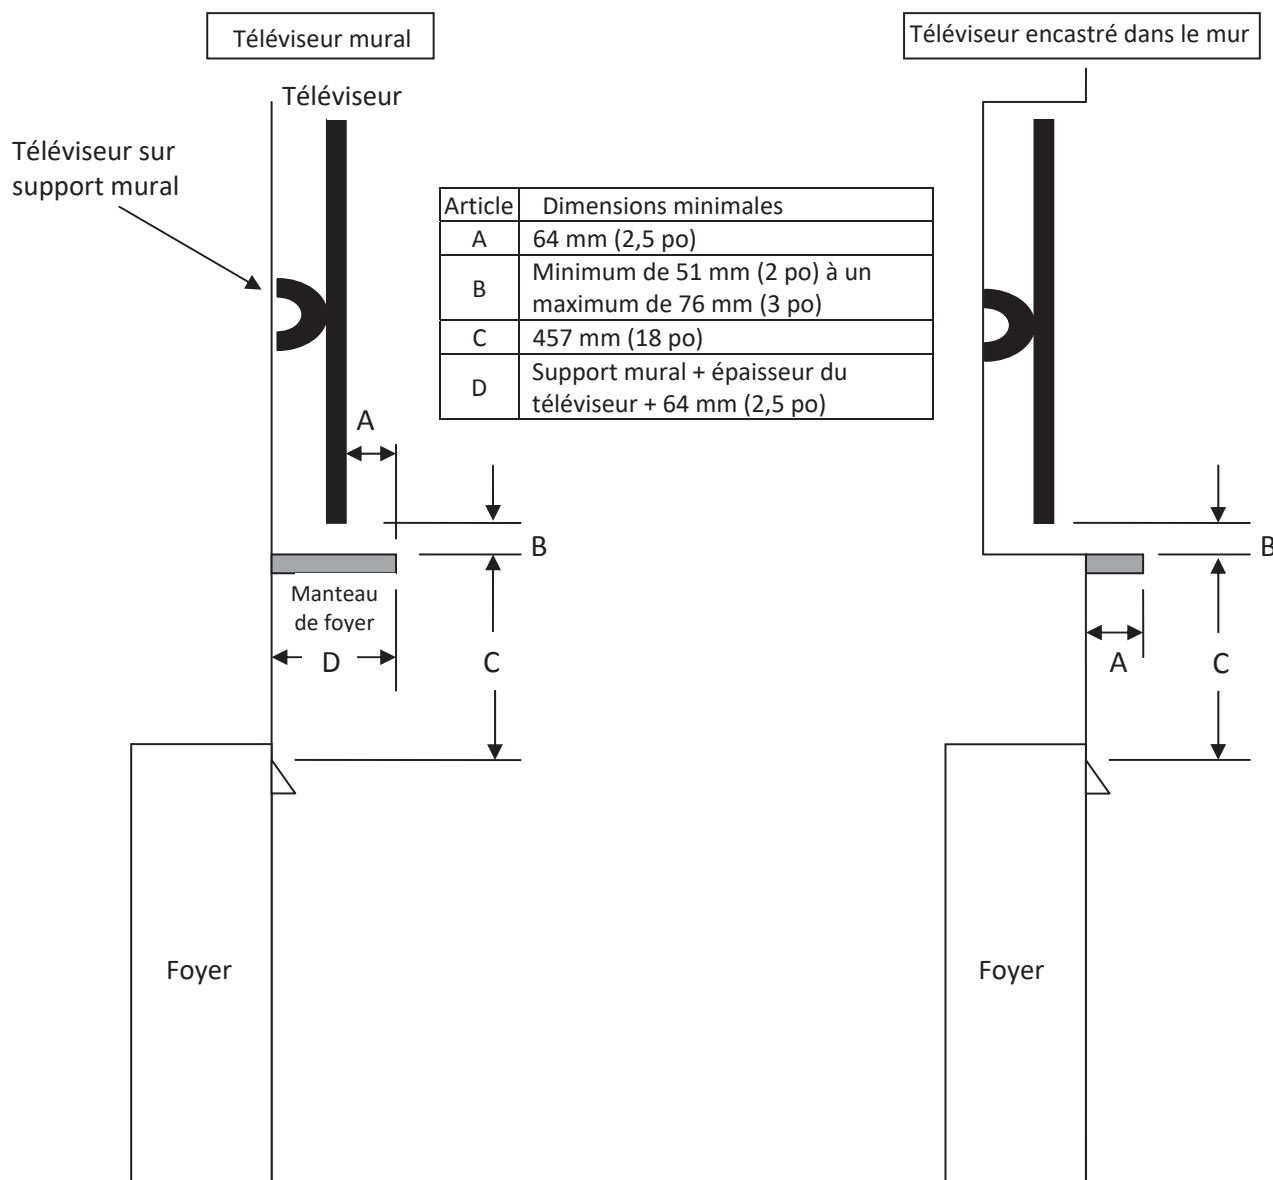 Téléviseur mural
Téléviseur encastré dans le mur
Téléviseur
Téléviseur sur
support mural
Article Dimensions minimales
A 64 mm (2,5 po)
B Minimum de 51 mm (2 po) à un
maximum de 76 mm (3 po)
C 457 mm (18 po)
D Support mural + épaisseur du
téléviseur + 64 mm (2,5 po)
A
B
B
Manteau
de foyer
D
C
A
C
Foyer
Foyer